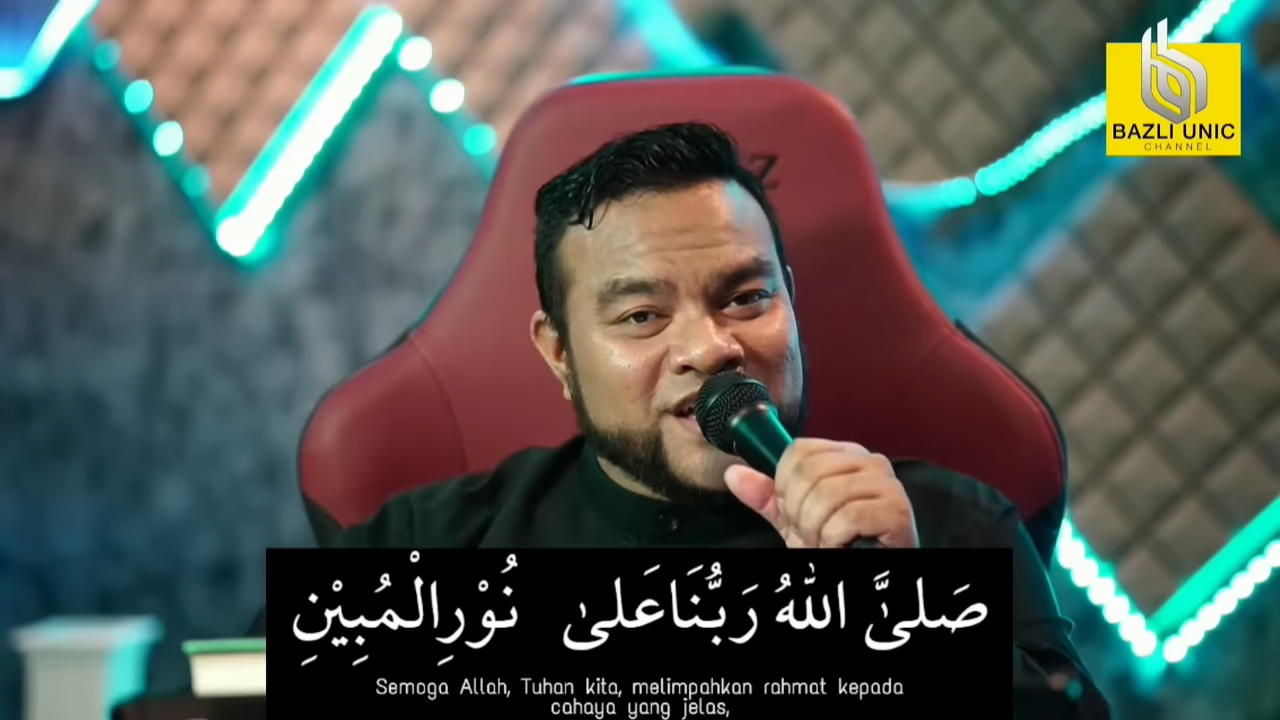 BAZLI UNIC
CHANNEL
Z
صَلىَّ اللهُ رَبُّنَاعَلىٰ نُوْرِالْمُبِيْنِ
Semoga Allah, Tuhan kita, melimpahkan rahmat kepada
cahaya yang jelas,